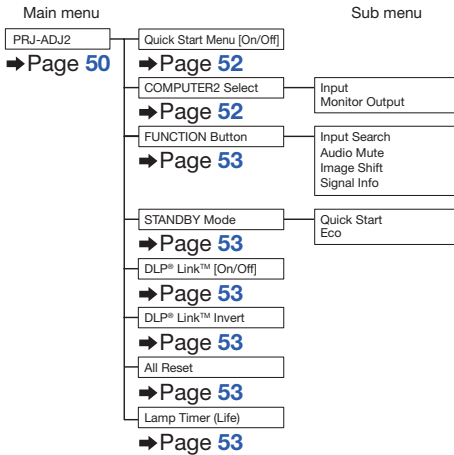 Main menu
Sub menu
PRJ-ADJ2
➡Page 50
Quick Start Menu [On/Off]
➡Page 52
COMPUTER2 Select
➡Page 52
Input
Monitor Output
FUNCTION Button
➡Page 53
Input Search
Audio Mute
Image Shift
Signal Info
STANDBY Mode
➡Page 53
Quick Start
Eco
DLP® Link™ [On/Off]
➡Page 53
DLP® Link™ Invert
➡Page 53
All Reset
➡Page 53
Lamp Timer (Life)
➡Page 53